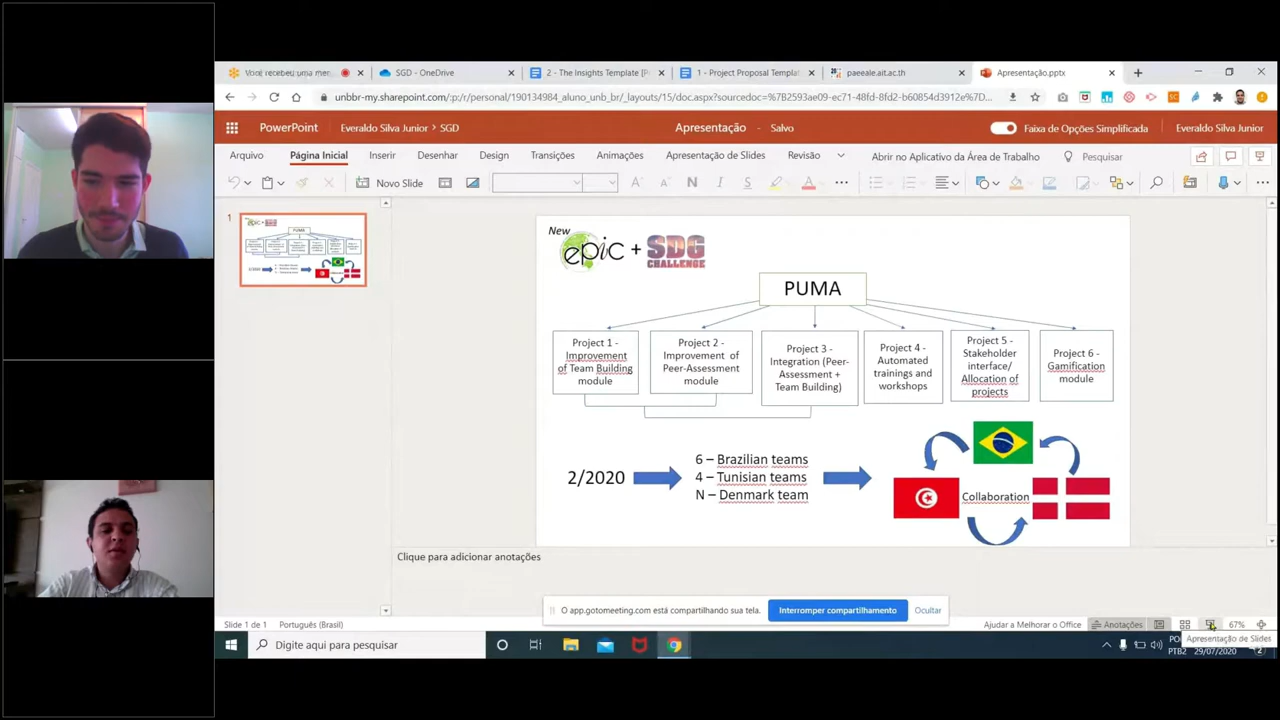 Você recebeu uma men
SGD - OneDrive
2 - The Insights Template [P
1 - Project Proposal Template
paeeale.ait.ac.th
Apresentação.pptx
unbbr-my.sharepoint.com/:p:/r/personal/190134984_aluno_unb_br/_layouts/15/doc.aspx?sourcedoc=%7B2593ae09-ec71-48fd-8fd2-b60854d3912e%7D...
PowerPoint
Everaldo Silva Junior > SGD
Apresentação - Salvo
Faixa de Opções Simplificada
Everaldo Silva Junior
Arquivo
Página Inicial
Inserir
Desenhar
Design
Transições
Animações
Apresentação de Slides
Revisão
Abrir no Aplicativo da Área de Trabalho
Pesquisar
Novo Slide
N
I
S
A
1
New
epic + SDG
CHALLENGE
PUMA
Project 1 -
Improvement
of Team Building
module
Project 2 -
Improvement of
Peer-Assessment
module
Project 3 -
Integration (Peer-
Assessment +
Team Building)
Project 4 -
Automated
trainings and
workshops
Project 5 -
Stakeholder
interface/
Allocation of
projects
Project 6 -
Gamification
module
2/2020
6 – Brazilian teams
4 – Tunisian teams
N – Denmark team
Collaboration
Clique para adicionar anotações
O app.gotomeeting.com está compartilhando sua tela.
Interromper compartilhamento
Ocultar
Slide 1 de 1
Português (Brasil)
Ajudar a Melhorar o Office
Anotações
67%
Apresentação de Slides
Digite aqui para pesquisar
PTB2
29/07/2020
2